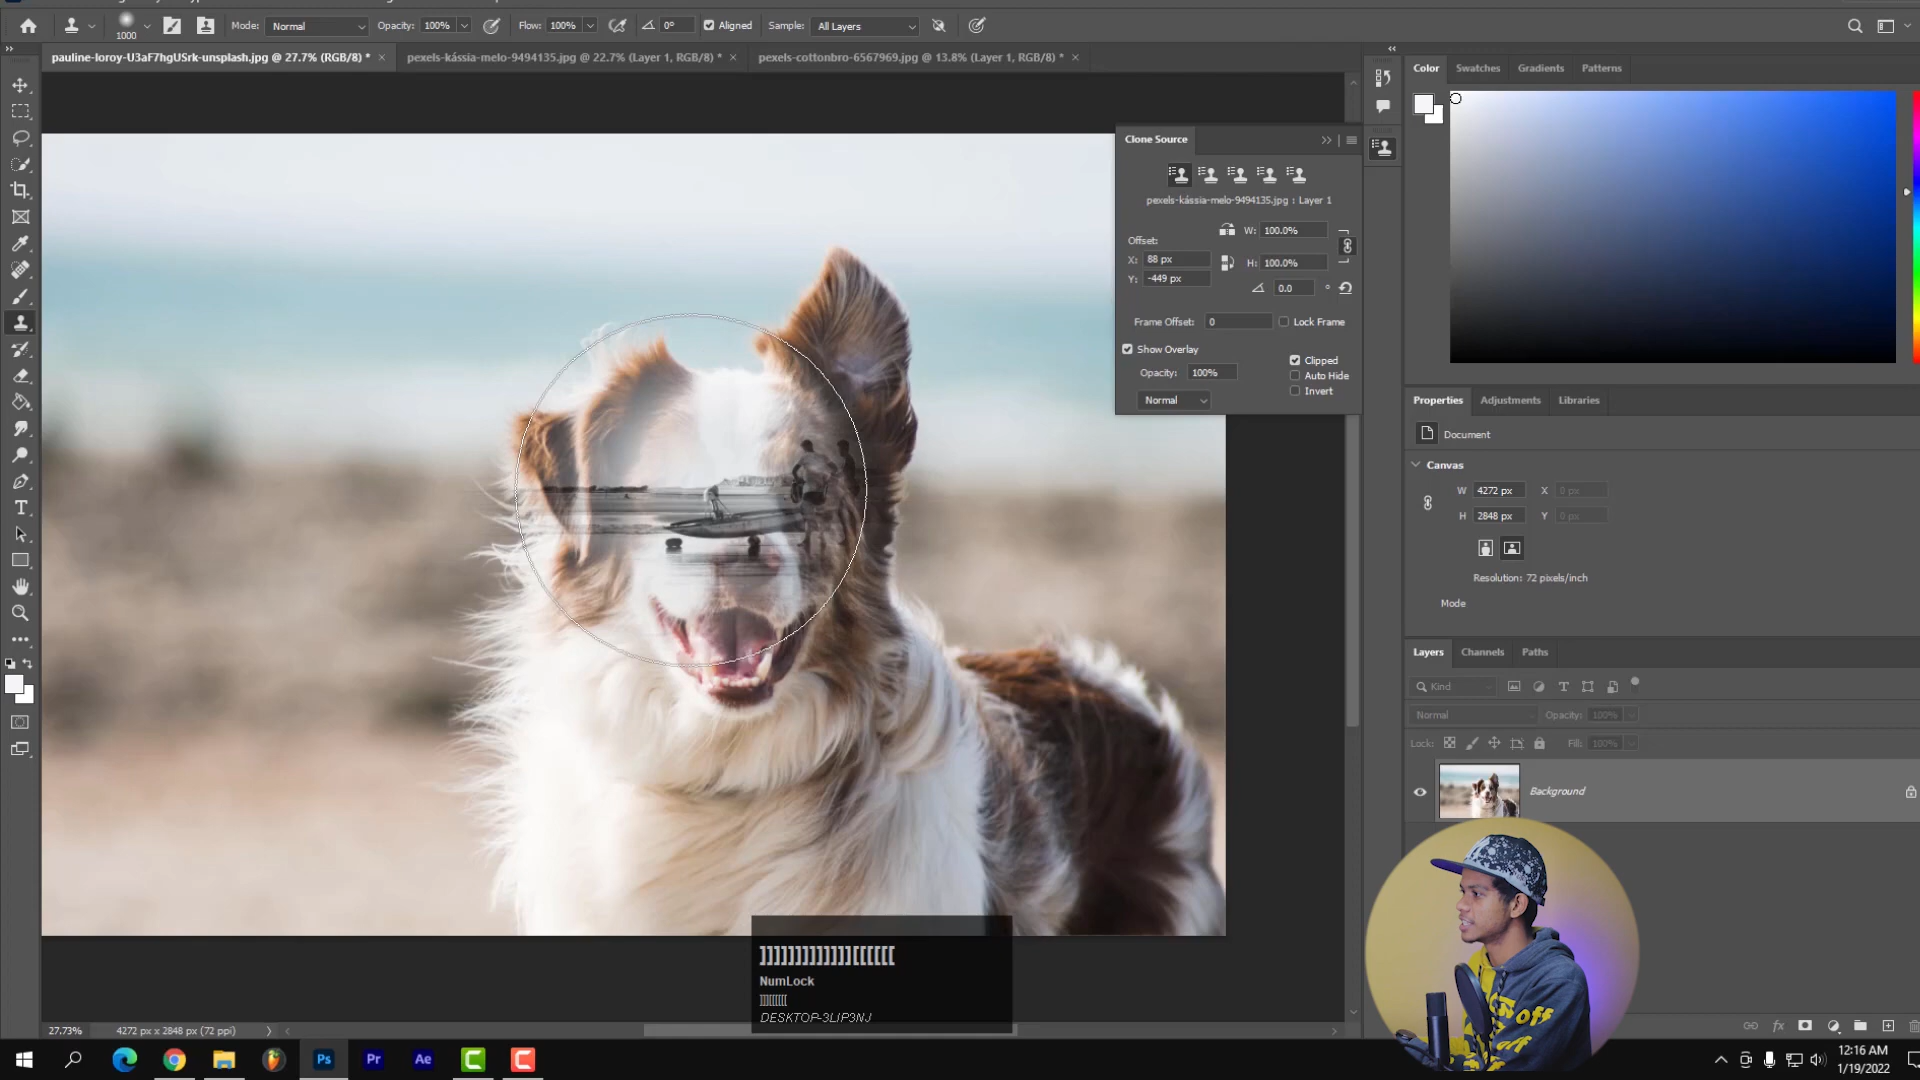 1000
Mode: Normal
Opacity: 100%
Flow: 100%
0°
Aligned
Sample: All Layers
pauline-loroy-U3aF7hgUSrk-unsplash.jpg @ 27.7% (RGB/8) *
pexels-kássia-melo-9494135.jpg @ 22.7% (Layer 1, RGB/8) *
pexels-cottonbro-6567969.jpg @ 13.8% (Layer 1, RGB/8) *
Clone Source
pexels-kássia-melo-9494135.jpg : Layer 1
Offset:
W: 100.0%
X: 88 px
H: 100.0%
Y: -449 px
0.0 °
Frame Offset: 0
Lock Frame
Show Overlay
Clipped
Opacity: 100%
Auto Hide
Normal
Invert
Color
Swatches
Gradients
Patterns
Properties
Adjustments
Libraries
Document
Canvas
W 4272 px X 0 px
H 2848 px Y 0 px
Resolution: 72 pixels/inch
Mode
Layers
Channels
Paths
Kind
Normal
Opacity: 100%
Lock:
Fill: 100%
Background
NumLock
DESKTOP-3LIP3NJ
27.73%
4272 px x 2848 px (72 ppi)
Ps
Pr
Ae
12:16 AM
1/19/2022